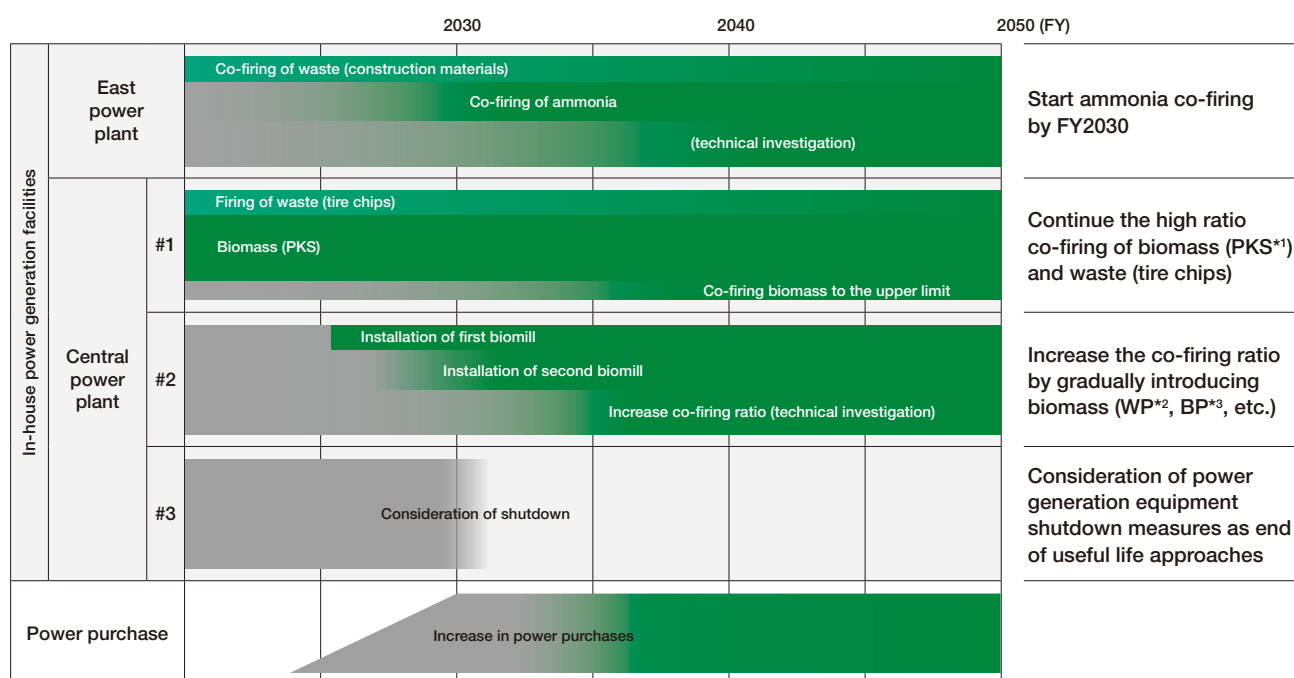 2030
2040
2050 (FY)
In-house power generation facilities
East
power
plant
Co-firing of waste (construction materials)
Co-firing of ammonia
(technical investigation)
Start ammonia co-firing
by FY2030
Central
power
plant
#1
Firing of waste (tire chips)
Biomass (PKS)
Co-firing biomass to the upper limit
Continue the high ratio
co-firing of biomass (PKS*1)
and waste (tire chips)
#2
Installation of first biomill
Installation of second biomill
Increase co-firing ratio (technical investigation)
Increase the co-firing ratio
by gradually introducing
biomass (WP*2, BP*3, etc.)
#3
Consideration of shutdown
Consideration of power
generation equipment
shutdown measures as end
of useful life approaches
Power purchase
Increase in power purchases